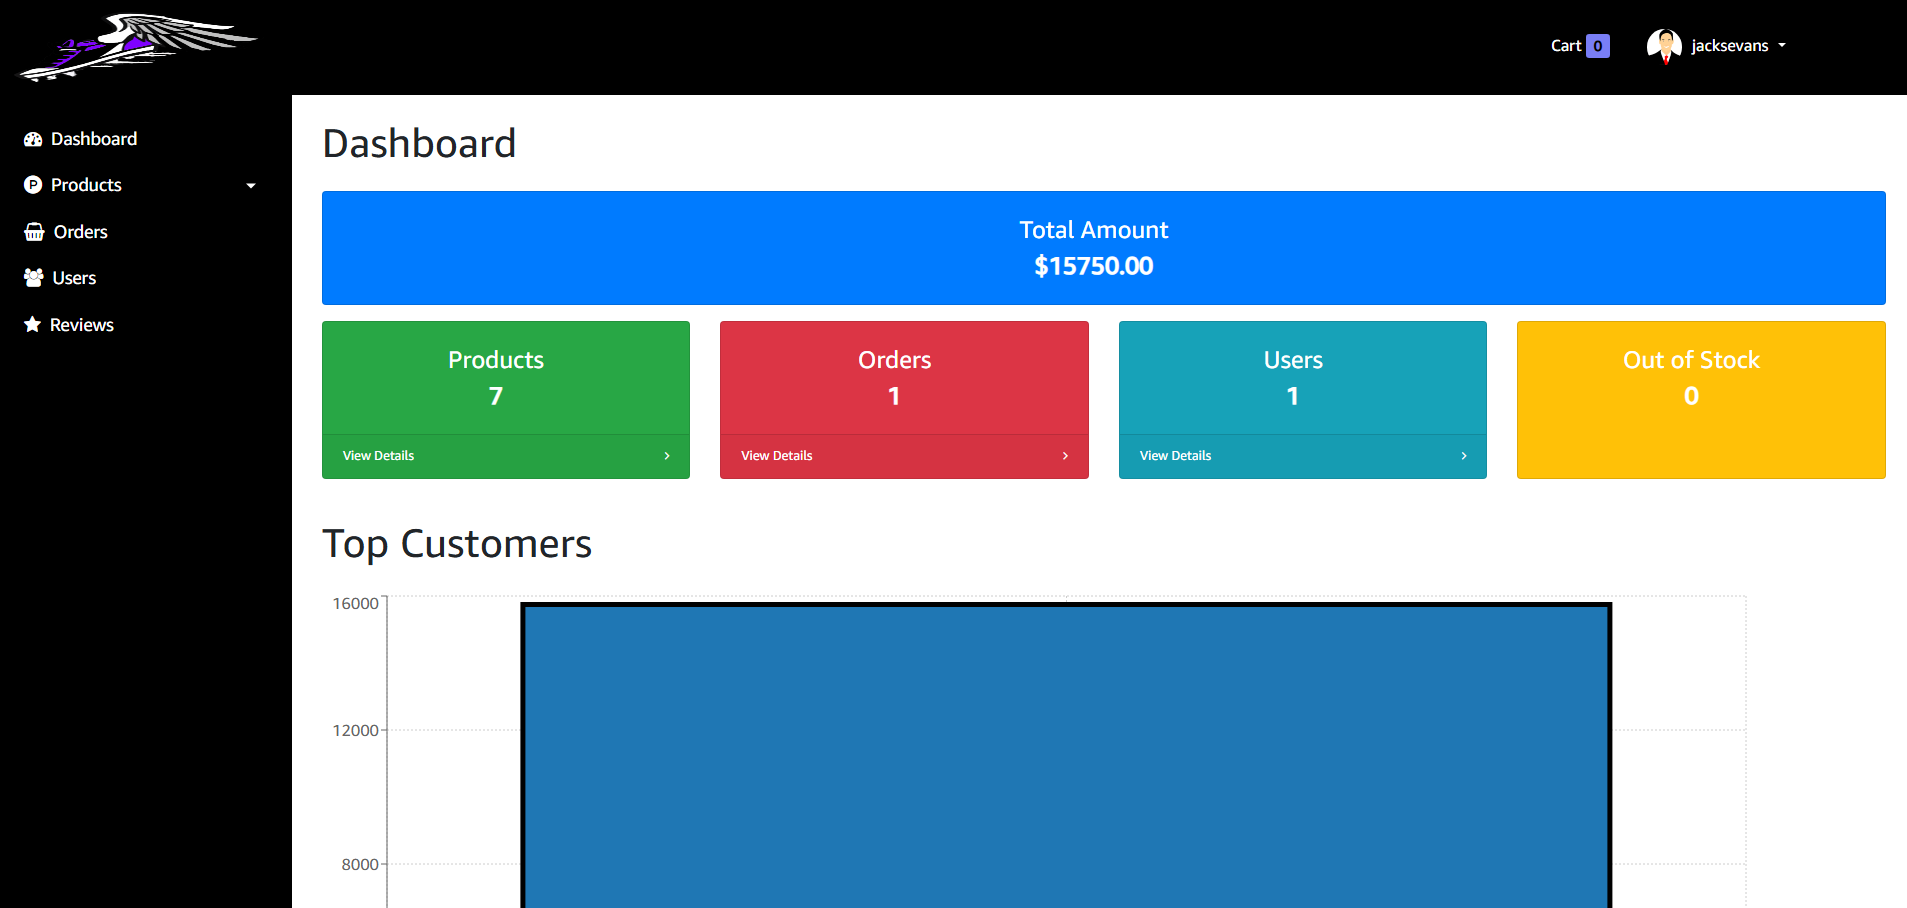 Cart 0 jacksevans
Dashboard
Products
Orders
Users
Reviews
Dashboard
Total Amount
$15750.00
Products
7
View Details
Orders
1
View Details
Users
1
View Details
Out of Stock
0
Top Customers
16000
12000
8000